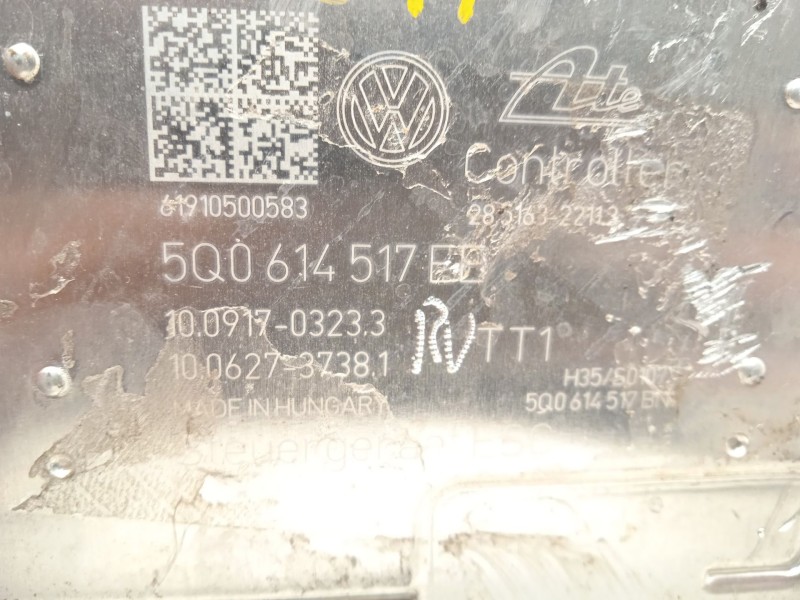 Ate
Controller
61910500583
5Q0 614 517
10.0917-0323.3
10.0627-3738.1
TT1
MADE IN HUNGARY
5Q0 614 517
Steuergerät